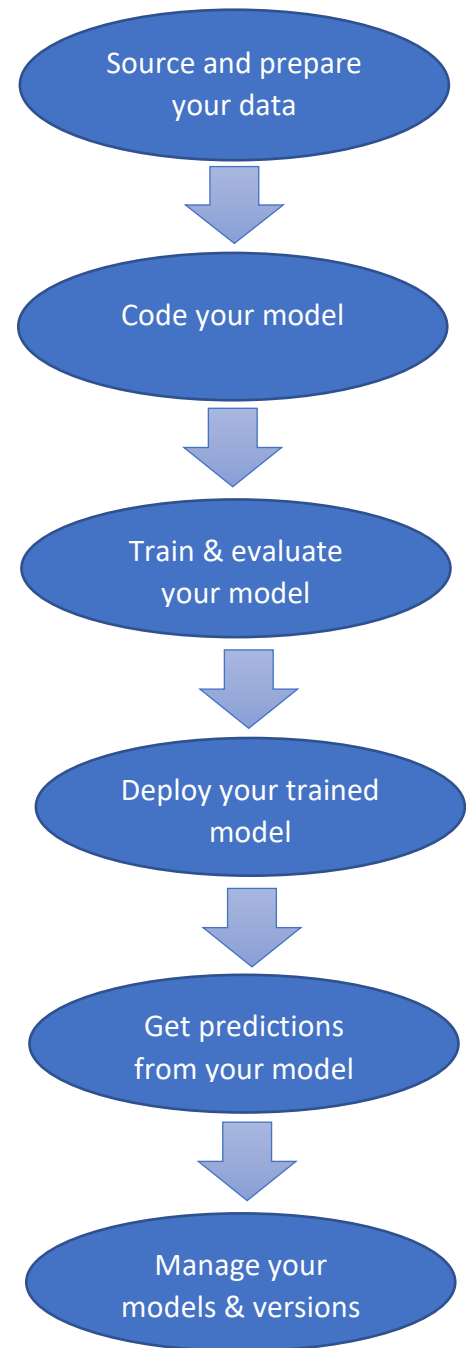 Source and prepare
your data
Code your model
Train & evaluate
your model
Deploy your trained
model
Get predictions
from your model
Manage your
models & versions